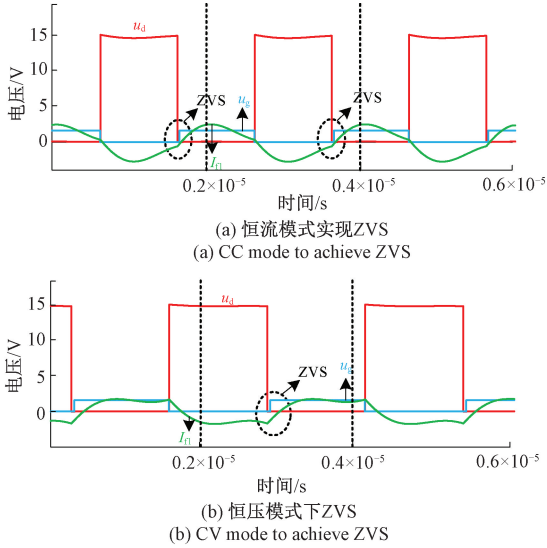 电压/V
15
10
5
0
u_d
ZVS
u_g
ZVS
I_f1
0.2×10⁻⁵
0.4×10⁻⁵
0.6×10⁻⁵
时间/s
(a) 恒流模式实现ZVS
(a) CC mode to achieve ZVS
电压/V
15
10
5
0
u_d
ZVS
u_g
I_f1
0.2×10⁻⁵
0.4×10⁻⁵
0.6×10⁻⁵
时间/s
(b) 恒压模式下ZVS
(b) CV mode to achieve ZVS